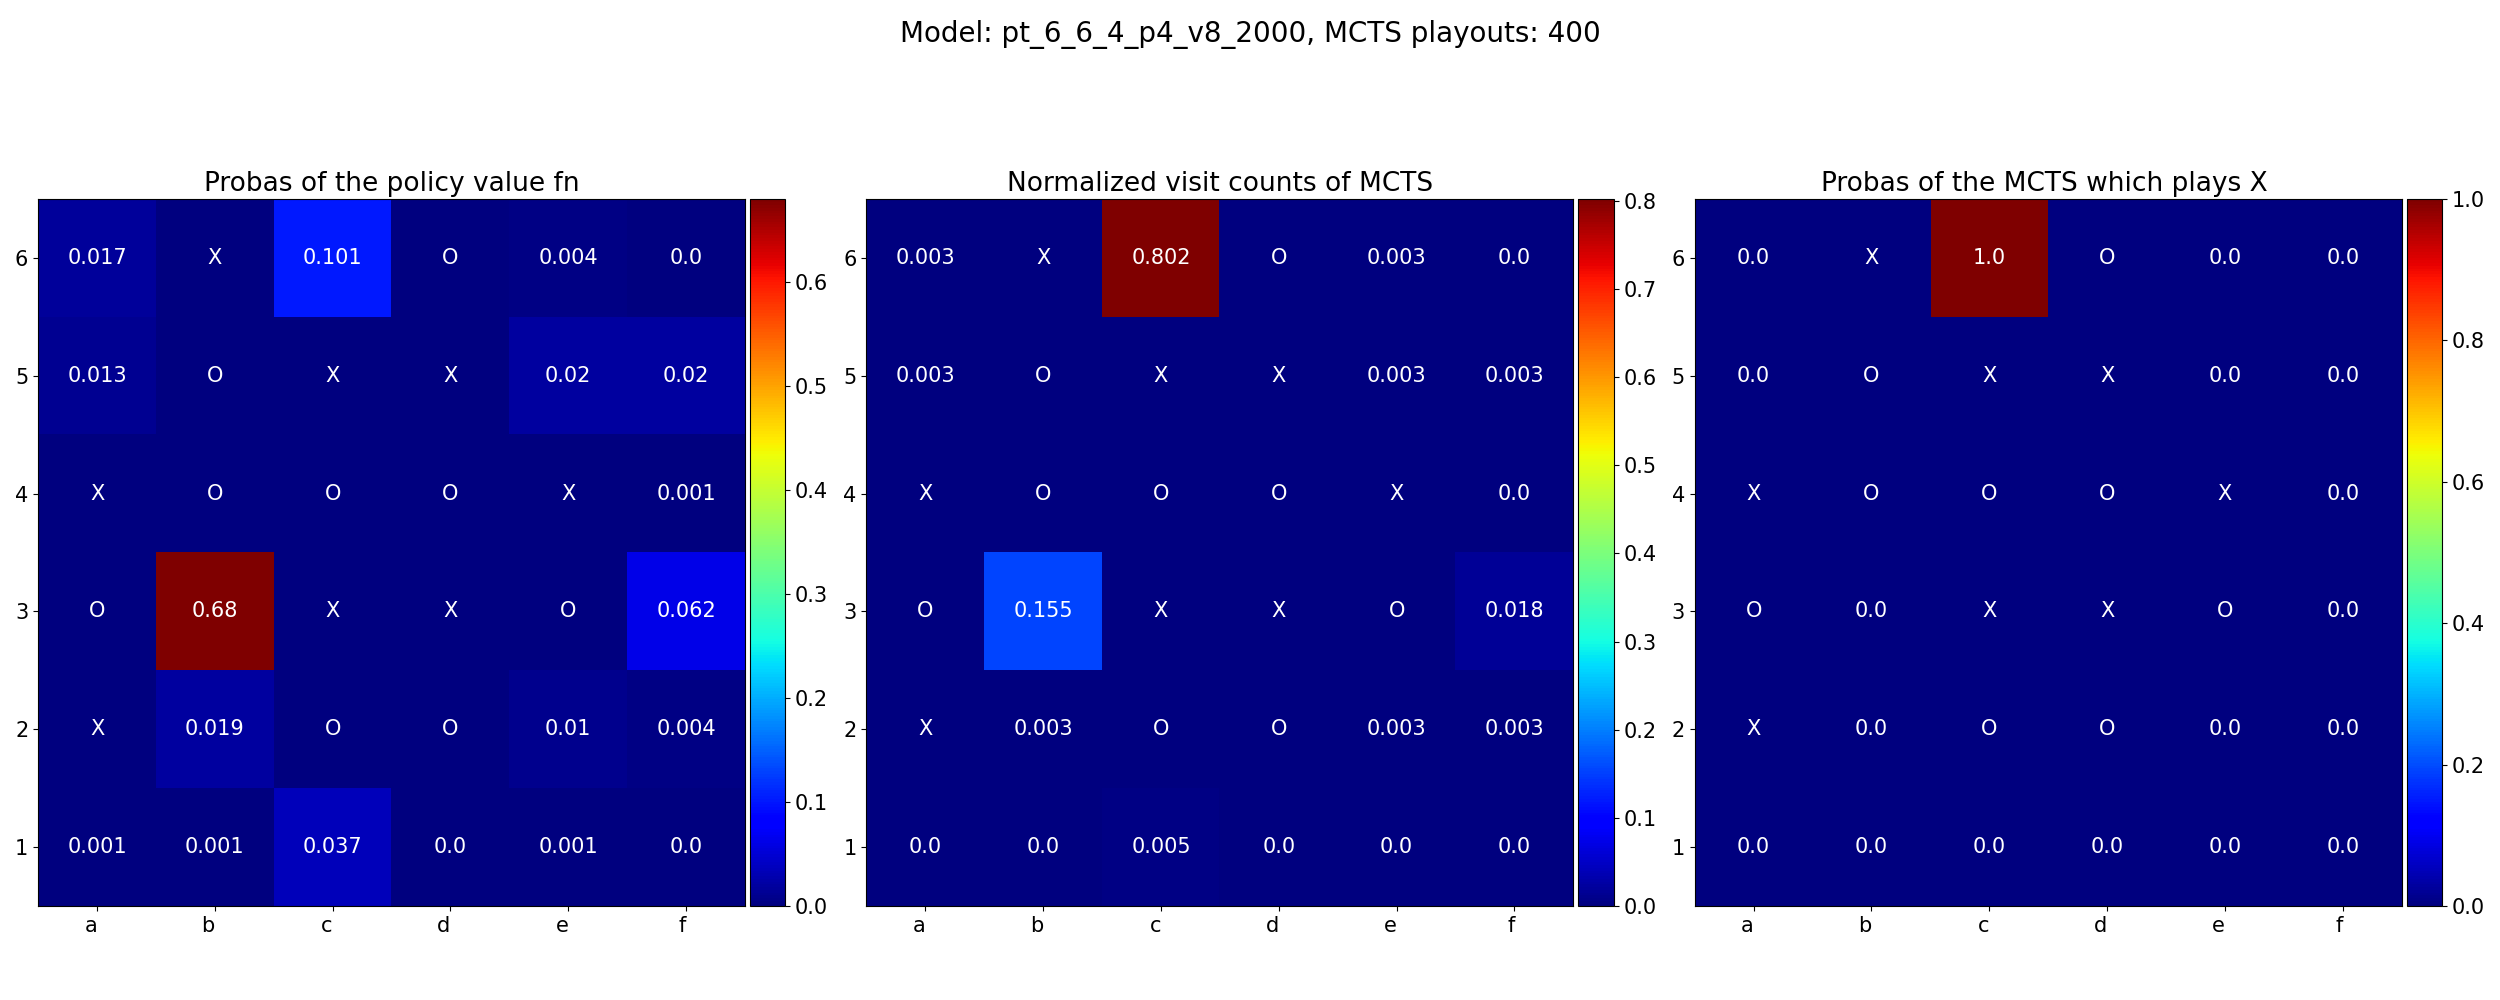 Model: pt_6_6_4_p4_v8_2000, MCTS playouts: 400
Probas of the policy value fn
6 0.017 X 0.101 O 0.004 0.0
5 0.013 O X X 0.02 0.02
4 X O O O X 0.001
3 O 0.68 X X O 0.062
2 X 0.019 O O 0.01 0.004
1 0.001 0.001 0.037 0.0 0.001 0.0
a b c d e f
0.6
0.5
0.4
0.3
0.2
0.1
0.0
Normalized visit counts of MCTS
6 0.003 X 0.802 O 0.003 0.0
5 0.003 O X X 0.003 0.003
4 X O O O X 0.0
3 O 0.155 X X O 0.018
2 X 0.003 O O 0.003 0.003
1 0.0 0.0 0.005 0.0 0.0 0.0
a b c d e f
0.8
0.7
0.6
0.5
0.4
0.3
0.2
0.1
0.0
Probas of the MCTS which plays X
6 0.0 X 1.0 O 0.0 0.0
5 0.0 O X X 0.0 0.0
4 X O O O X 0.0
3 O 0.0 X X O 0.0
2 X 0.0 O O 0.0 0.0
1 0.0 0.0 0.0 0.0 0.0 0.0
a b c d e f
1.0
0.8
0.6
0.4
0.2
0.0